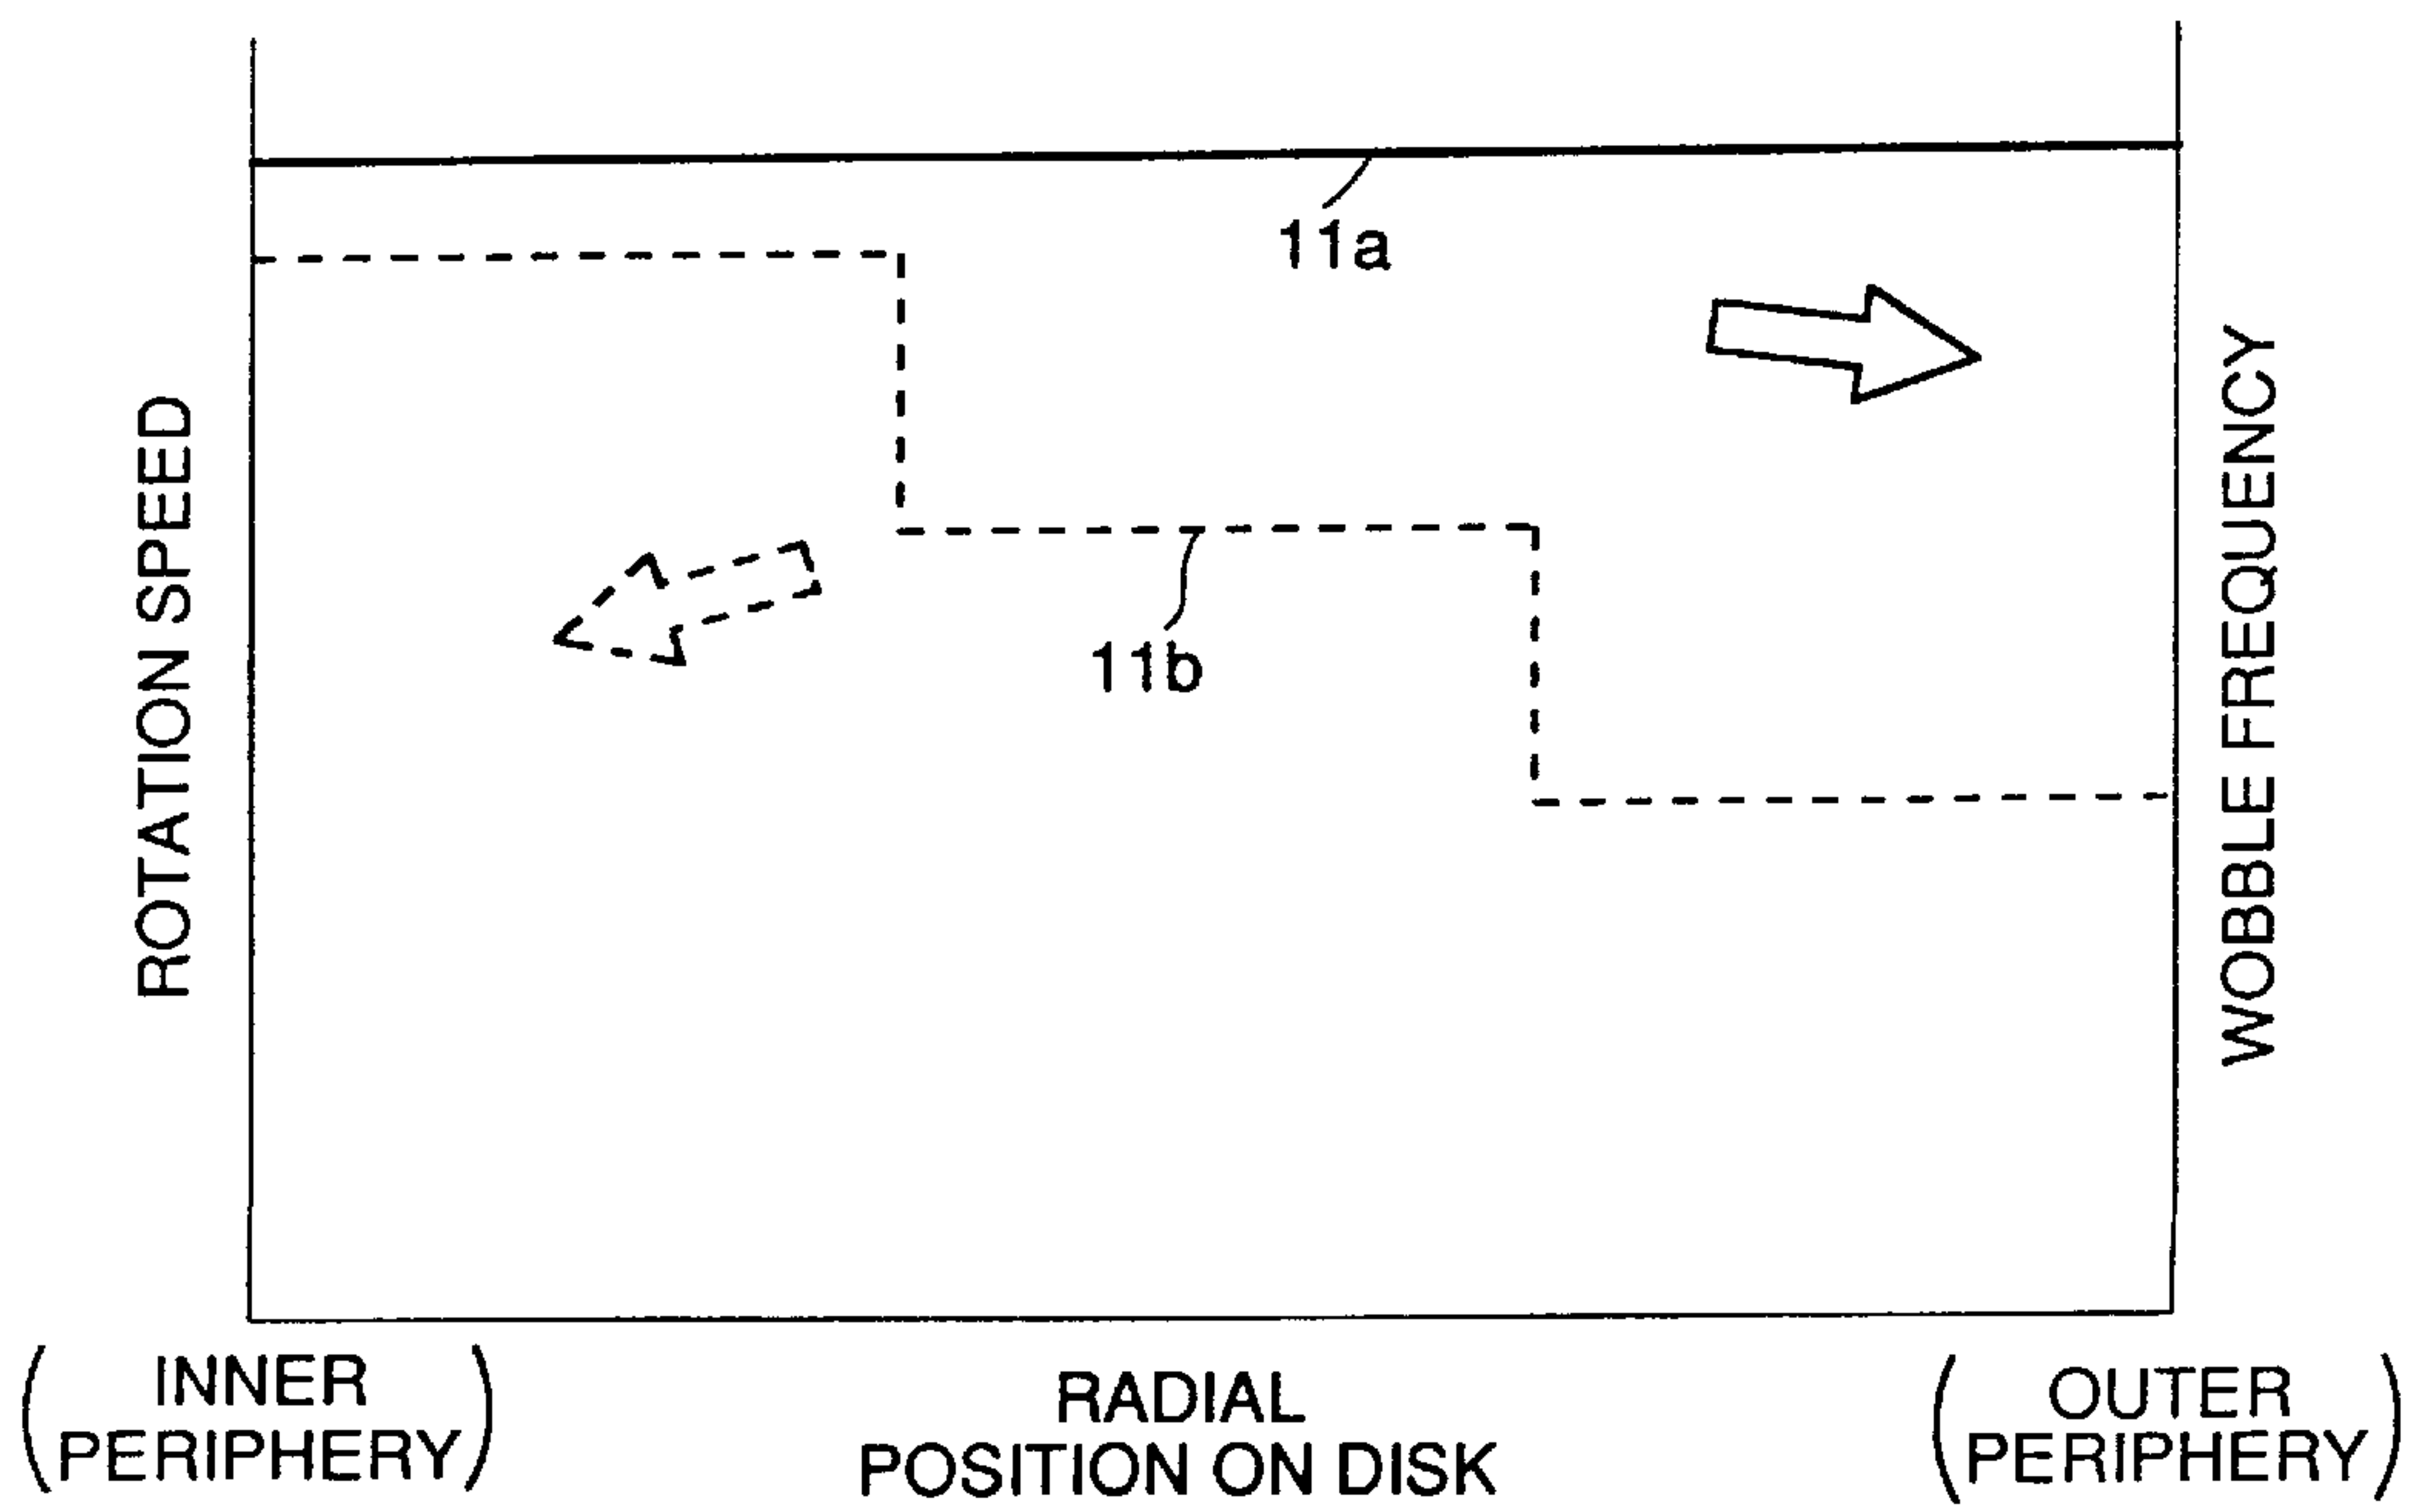 11a
ROTATION SPEED
WOBBLE FREQUENCY
11b
(INNER
PERIPHERY)
RADIAL
POSITION ON DISK
(OUTER
PERIPHERY)